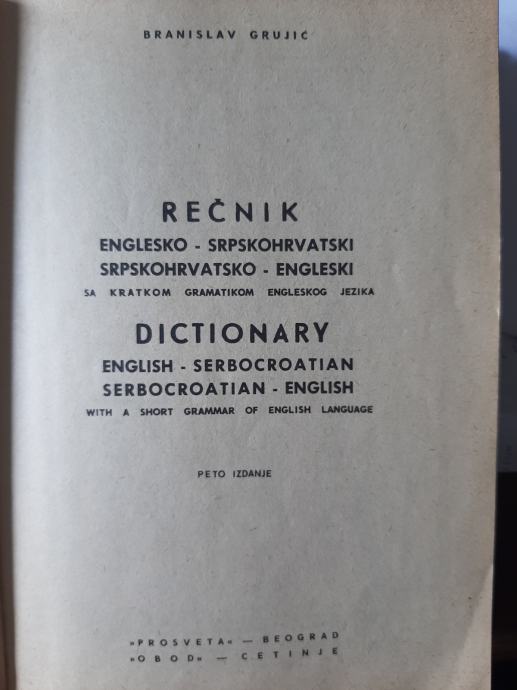 BRANISLAV GRUJIĆ
REČNIK
ENGLESKO - SRPSKOHRVATSKI
SRPSKOHRVATSKO - ENGLESKI
SA KRATKOM GRAMATIKOM ENGLESKOG JEZIKA
DICTIONARY
ENGLISH - SERBOCROATIAN
SERBOCROATIAN - ENGLISH
WITH A SHORT GRAMMAR OF ENGLISH LANGUAGE
PETO IZDANJE
»PROSVETA« — BEOGRAD
»OBOD« — CETINJE